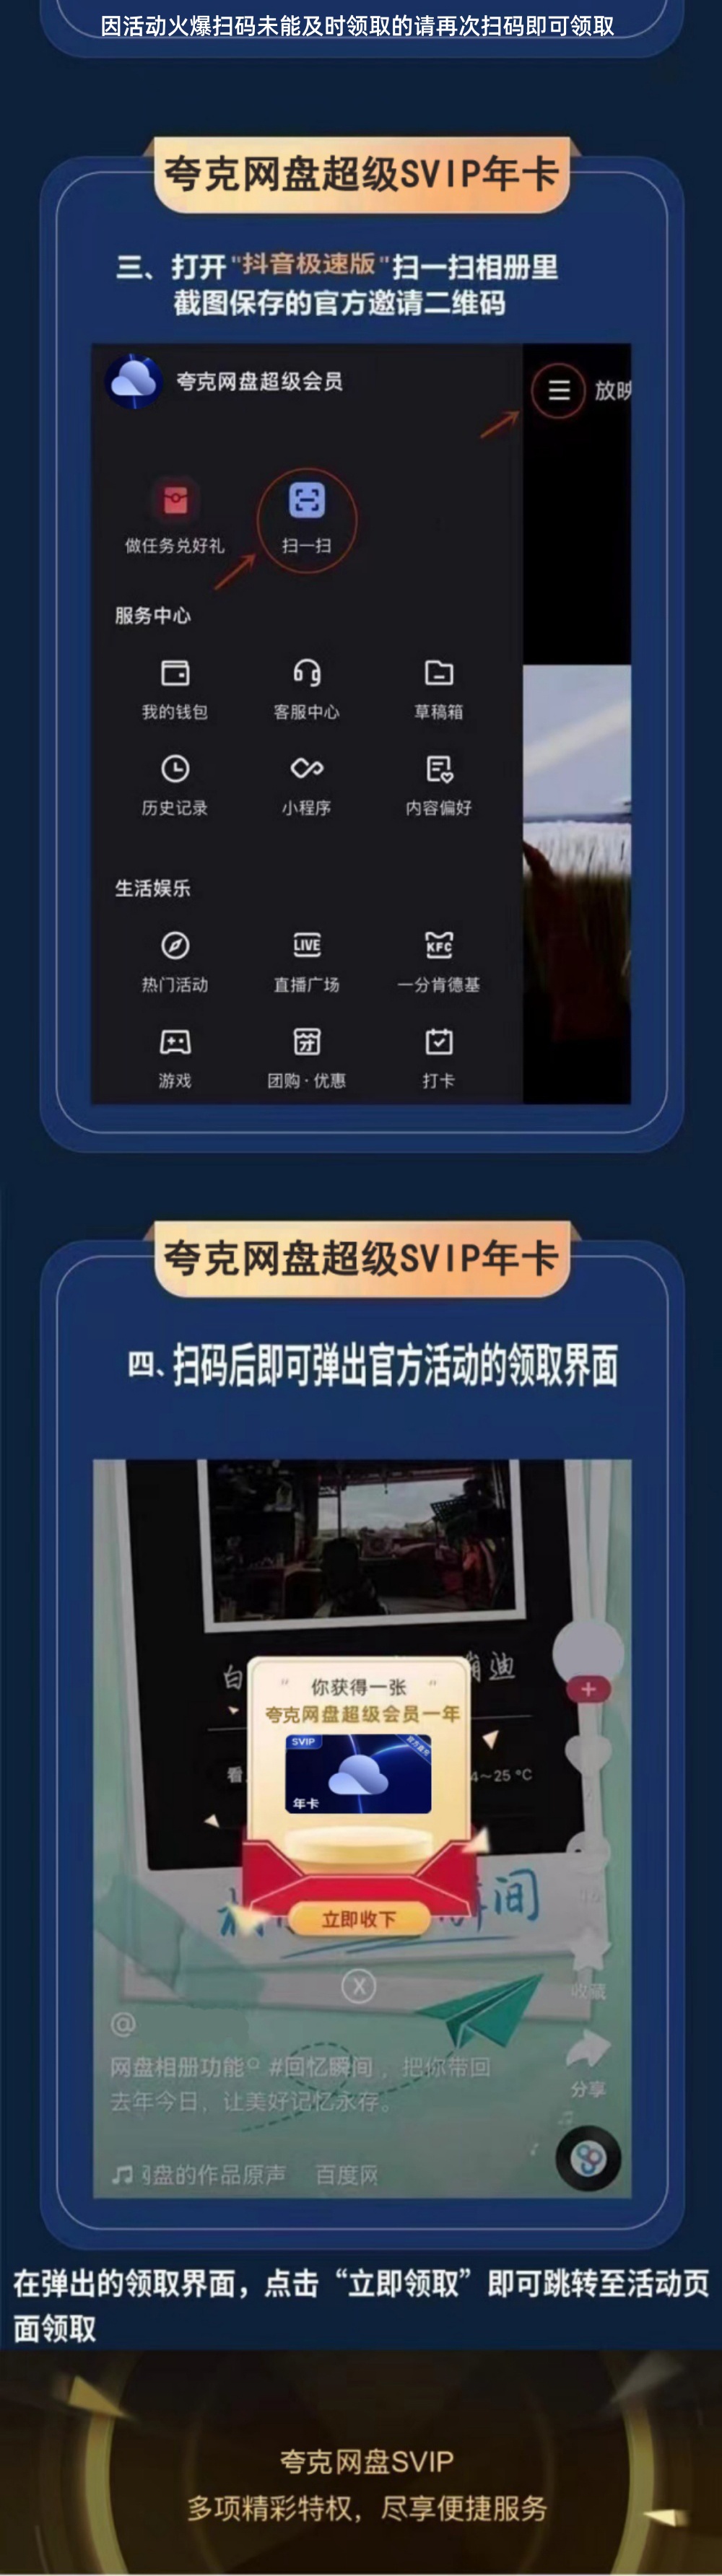 因活动火爆扫码未能及时领取的请再次扫码即可领取
夸克网盘超级SVIP年卡
三、打开"抖音极速版"扫一扫相册里
截图保存的官方邀请二维码
夸克网盘超级会员
放映
做任务兑好礼
扫一扫
服务中心
我的钱包
客服中心
草稿箱
历史记录
小程序
内容偏好
生活娱乐
热门活动
LIVE
直播广场
KFC
一分肯德基
游戏
团购·优惠
打卡
夸克网盘超级SVIP年卡
四、扫码后即可弹出官方活动的领取界面
白
迪
"你获得一张"
夸克网盘超级会员一年
SVIP
年卡
看
4~25 °C
间
立即收下
X
收藏
@
网盘相册功能 #回忆瞬间，把你带回
去年今日，让美好记忆永存。
分享
盘的作品原声 百度网
在弹出的领取界面，点击“立即领取”即可跳转至活动页
面领取
夸克网盘SVIP
多项精彩特权，尽享便捷服务